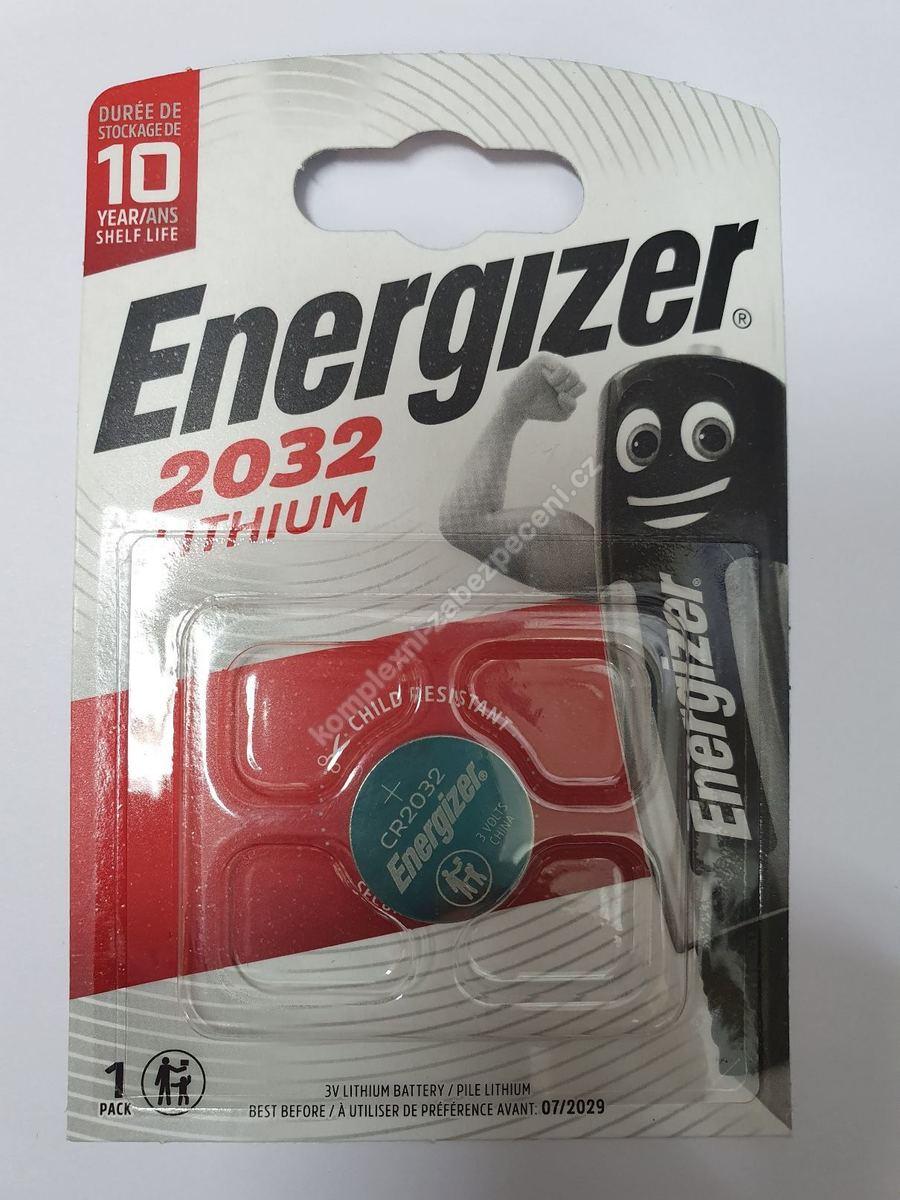 DURÉE DE
STOCKAGE DE
10
YEAR/ANS
SHELF LIFE
Energizer®
2032
LITHIUM
komplexni-zabezpeceni.cz
Energizer®
CHILD RESISTANT
+
CR2032
Energizer®
3 VOLTS
CHINA
1
PACK
3V LITHIUM BATTERY / PILE LITHIUM
BEST BEFORE / À UTILISER DE PRÉFÉRENCE AVANT: 07/2029